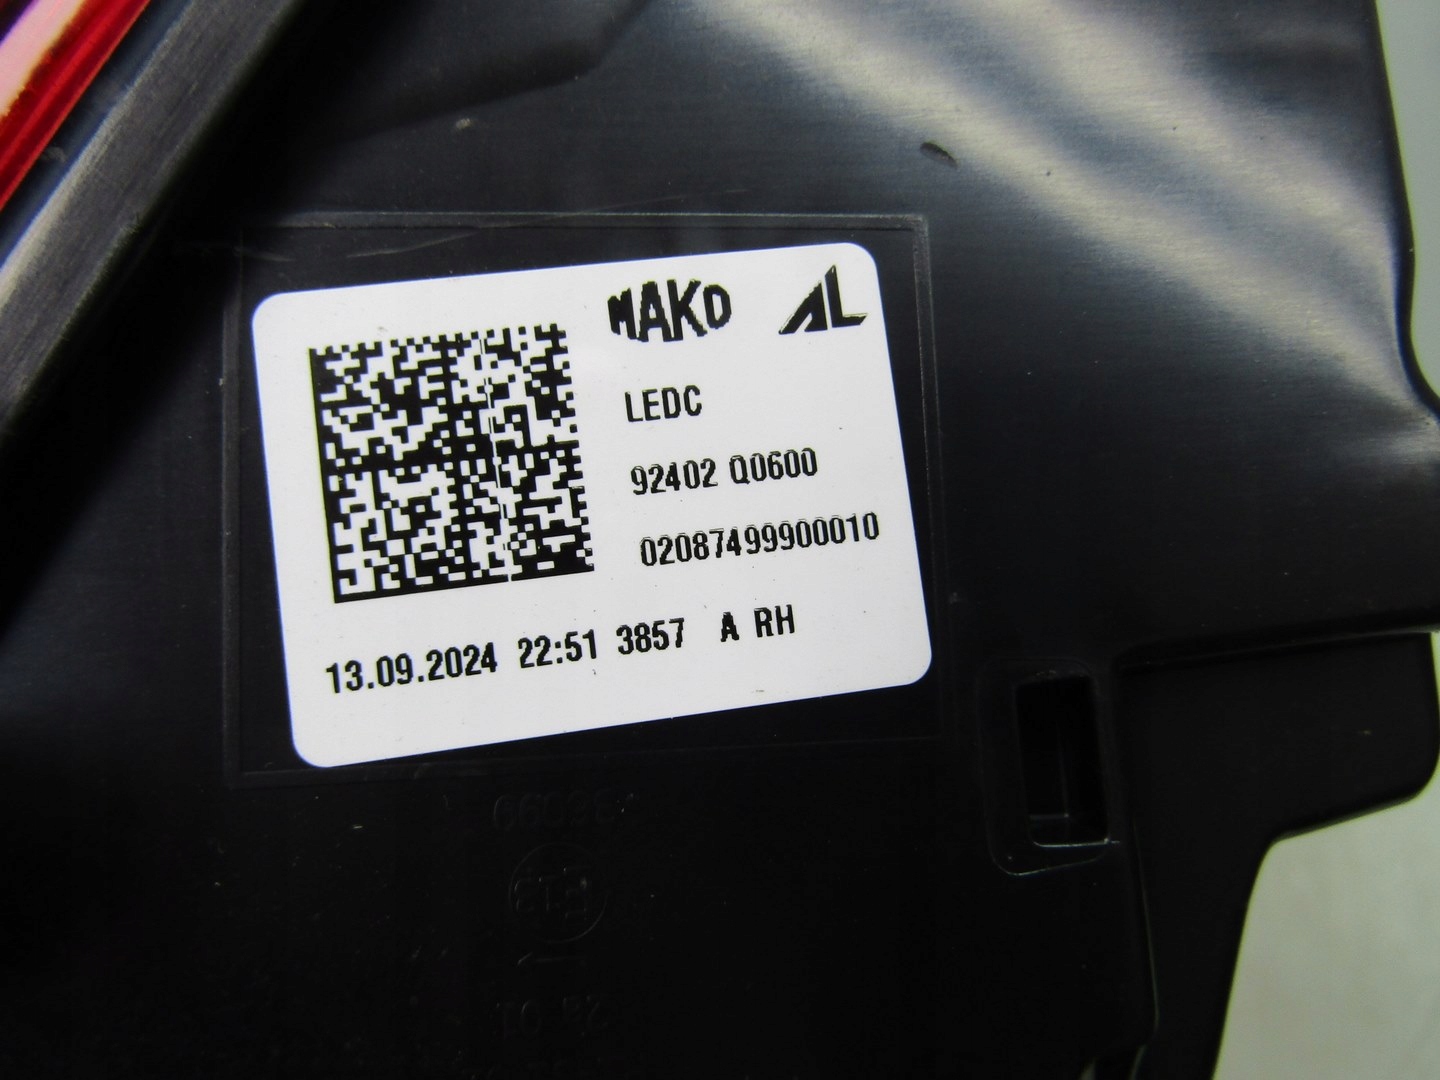 MAKO AL
LEDC
92402 Q0600
02087499900010
13.09.2024 22:51 3857 A RH